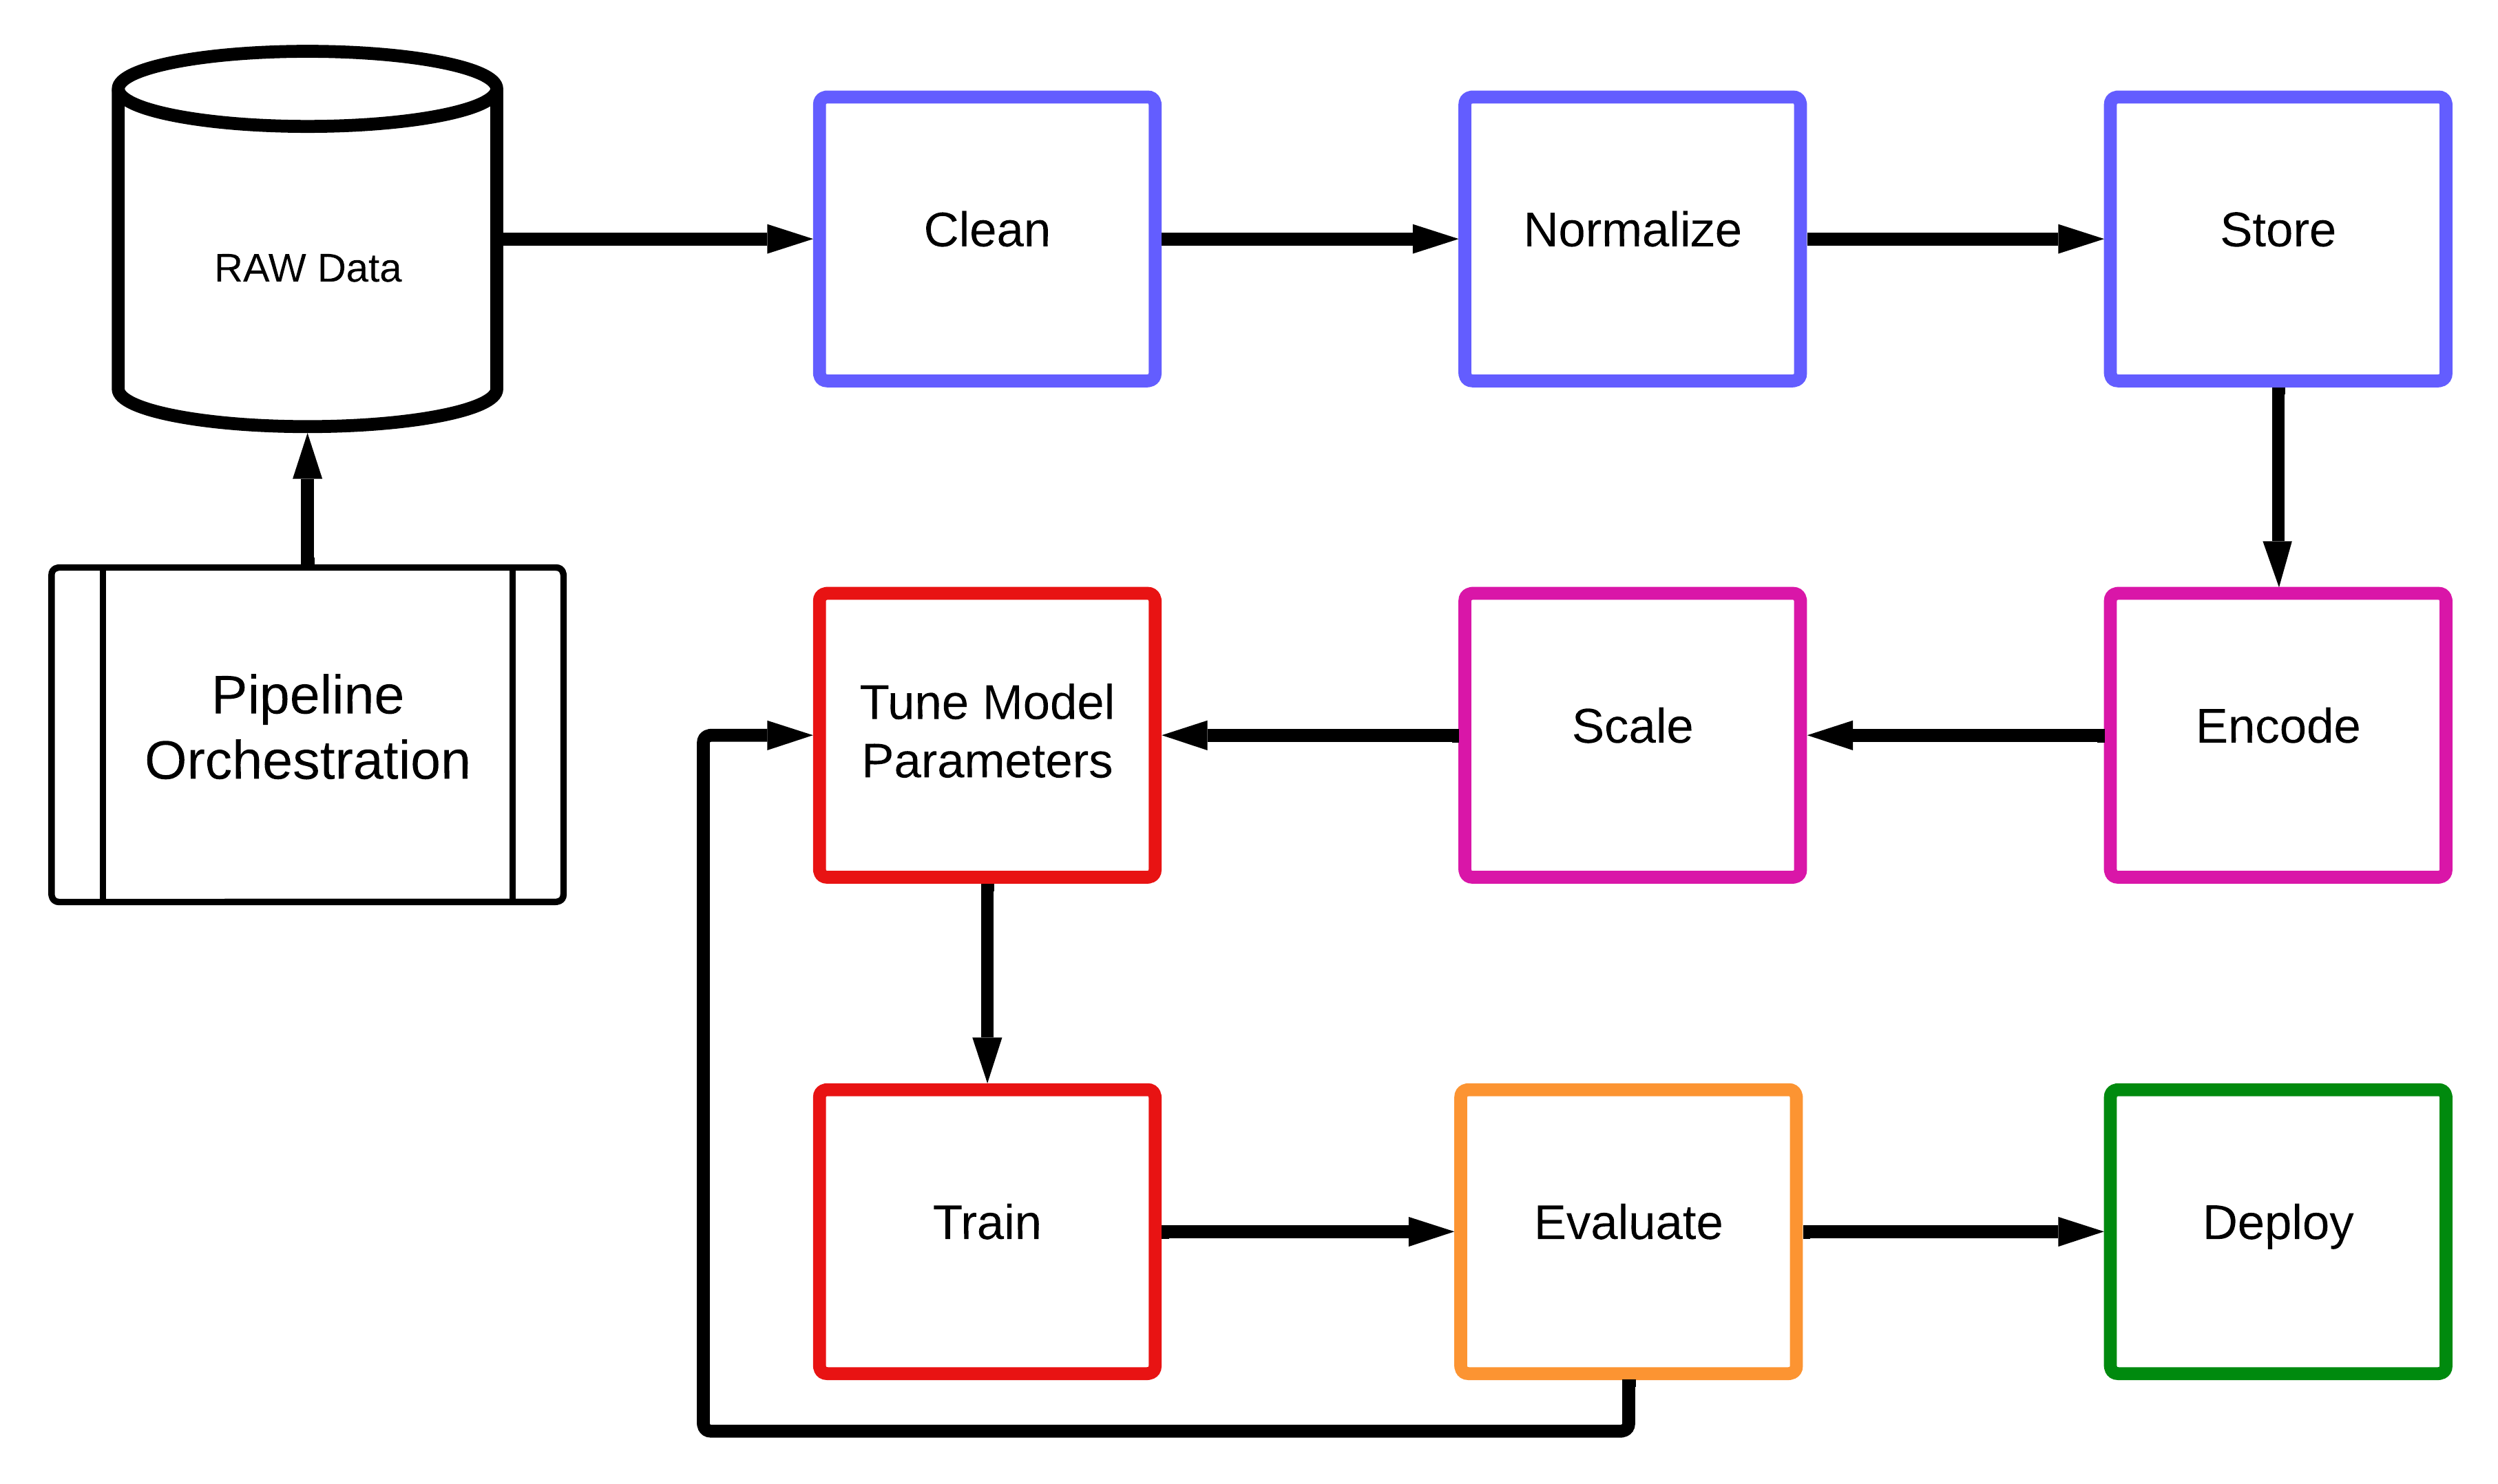 RAW Data
Clean
Normalize
Store
Pipeline
Orchestration
Tune Model
Parameters
Scale
Encode
Train
Evaluate
Deploy